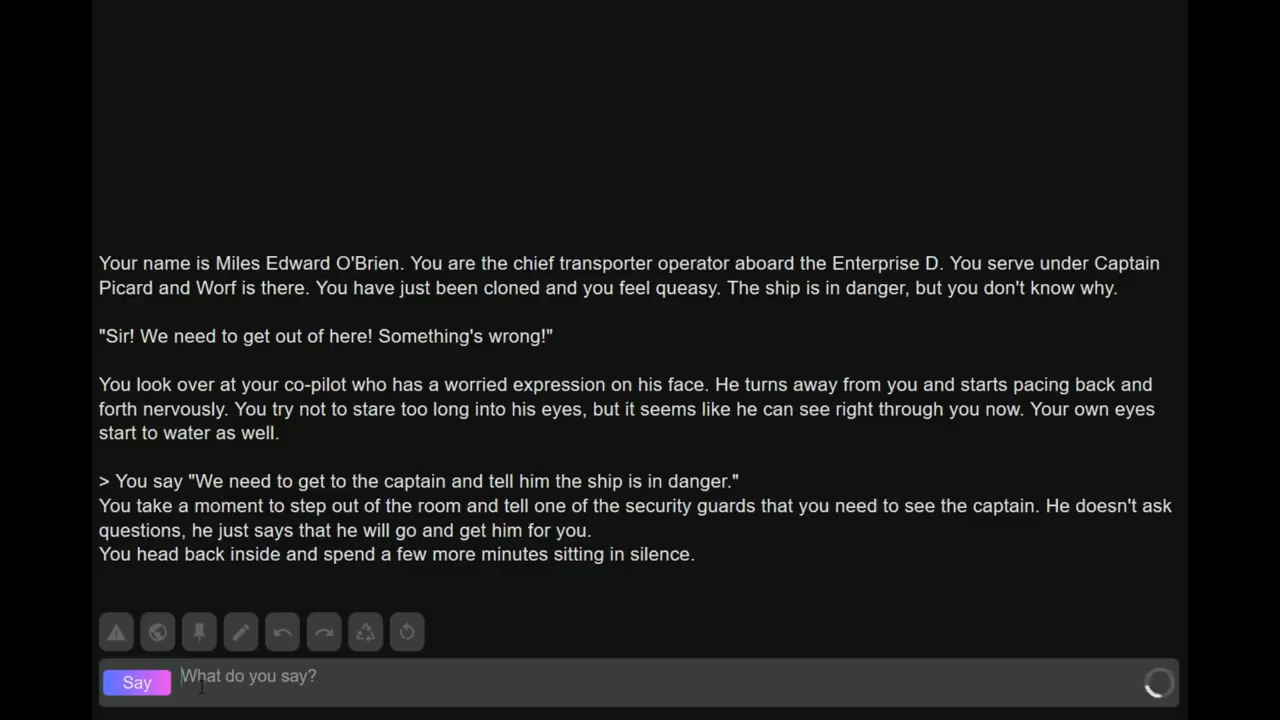 Your name is Miles Edward O'Brien. You are the chief transporter operator aboard the Enterprise D. You serve under Captain
Picard and Worf is there. You have just been cloned and you feel queasy. The ship is in danger, but you don't know why.
"Sir! We need to get out of here! Something's wrong!"
You look over at your co-pilot who has a worried expression on his face. He turns away from you and starts pacing back and
forth nervously. You try not to stare too long into his eyes, but it seems like he can see right through you now. Your own eyes
start to water as well.
> You say "We need to get to the captain and tell him the ship is in danger."
You take a moment to step out of the room and tell one of the security guards that you need to see the captain. He doesn't ask
questions, he just says that he will go and get him for you.
You head back inside and spend a few more minutes sitting in silence.
Say What do you say?